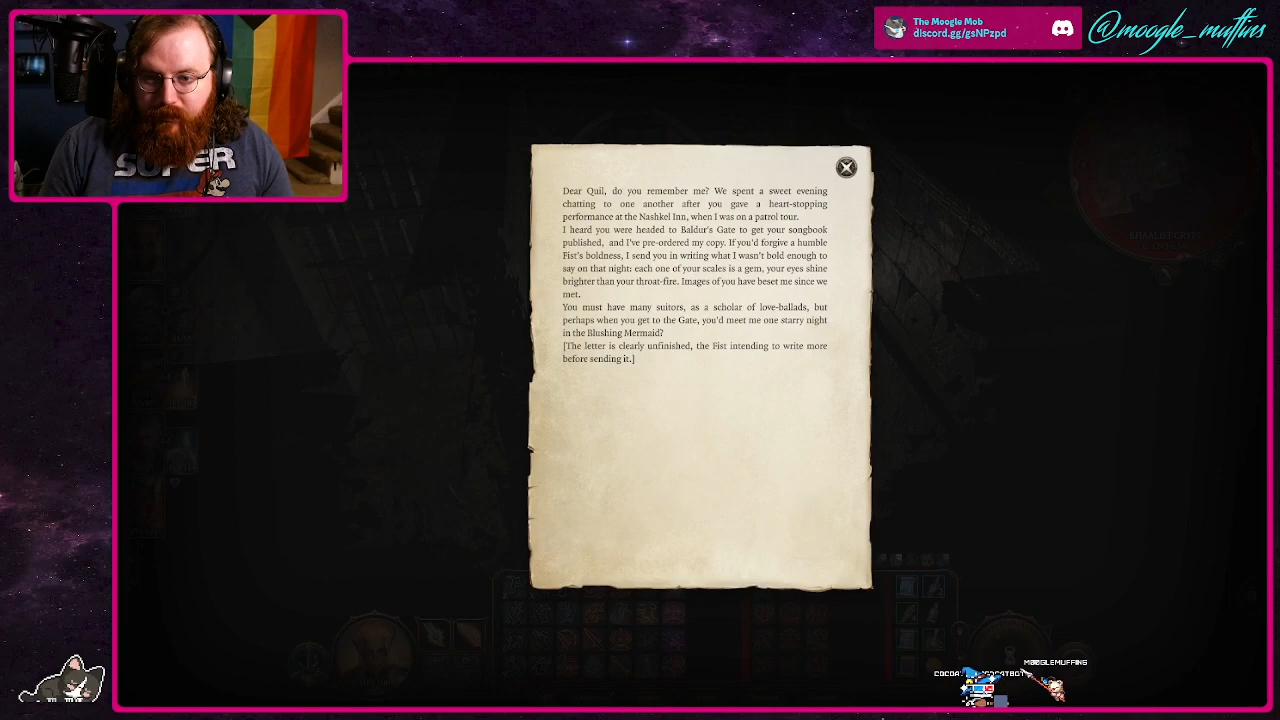 The Moogle Mob
discord.gg/gsNPzpd
@moogle_muffins
SUPER
Dear Quil, do you remember me? We spent a sweet evening
chatting to one another after you gave a heart-stopping
performance at the Nashkel Inn, when I was on a patrol tour.
I heard you were headed to Baldur's Gate to get your songbook
published, and I've pre-ordered my copy. If you'd forgive a humble
Fist's boldness, I send you in writing what I wasn't bold enough to
say on that night: each one of your scales is a gem, your eyes shine
brighter than your throat-fire. Images of you have beset me since we
met.
You must have many suitors, as a scholar of love-ballads, but
perhaps when you get to the Gate, you'd meet me one starry night
in the Blushing Mermaid?
[The letter is clearly unfinished, the Fist intending to write more
before sending it.]
BHAALIST CRYPT
MOOGLEMUFFINS